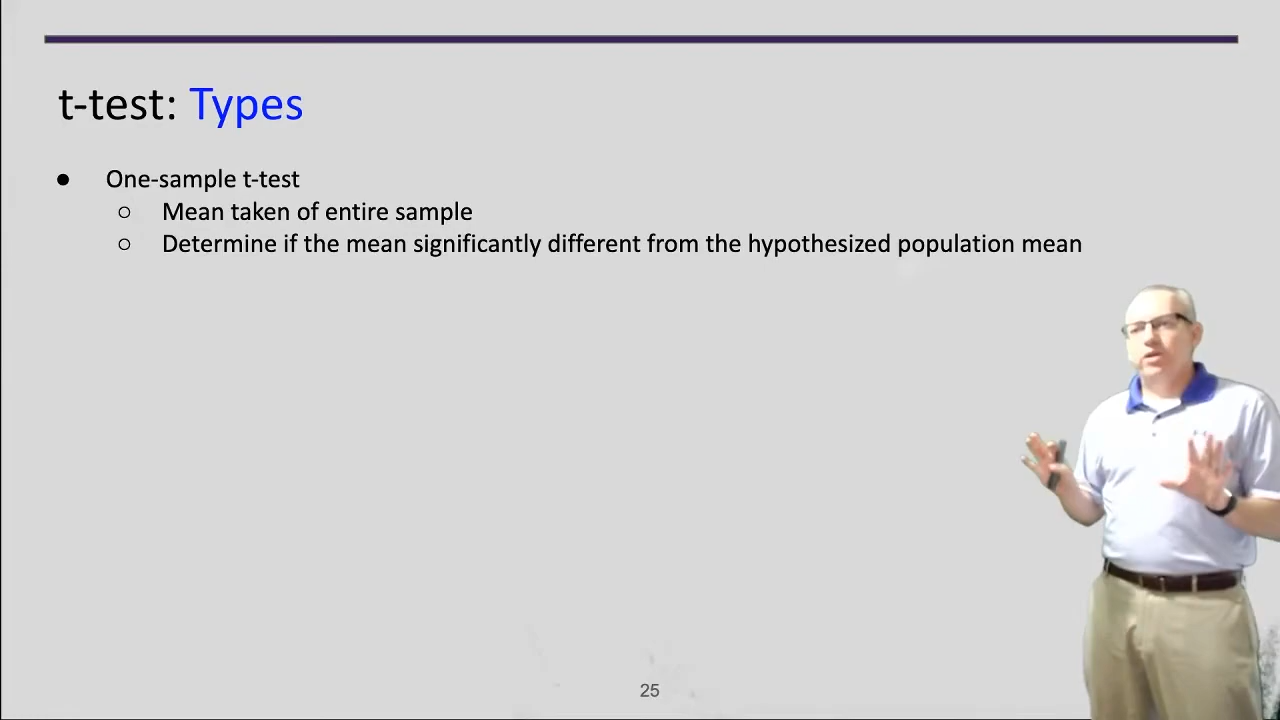 t-test: Types
● One-sample t-test
○ Mean taken of entire sample
○ Determine if the mean significantly different from the hypothesized population mean
25